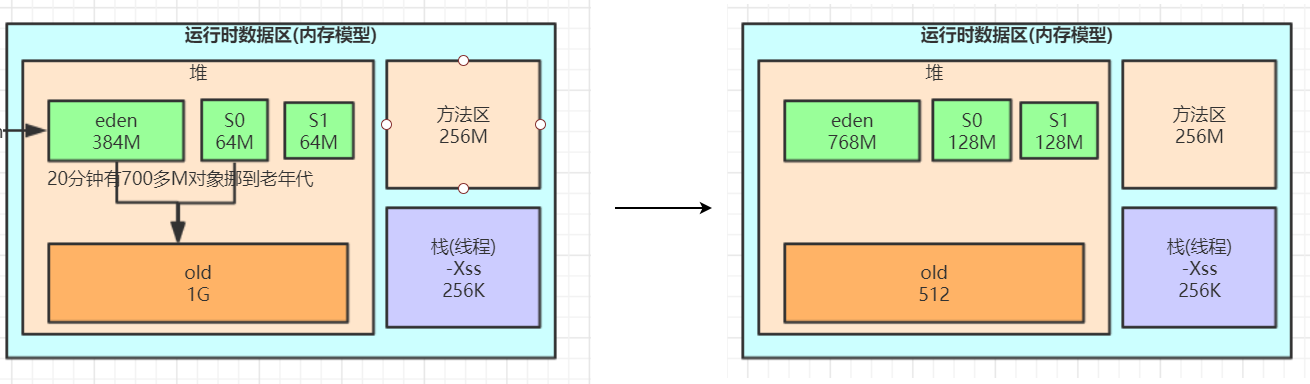 运行时数据区(内存模型)
堆
eden
384M
S0
64M
S1
64M
方法区
256M
20分钟有700多M对象挪到老年代
old
1G
栈(线程)
-Xss
256K
运行时数据区(内存模型)
堆
eden
768M
S0
128M
S1
128M
方法区
256M
old
512
栈(线程)
-Xss
256K